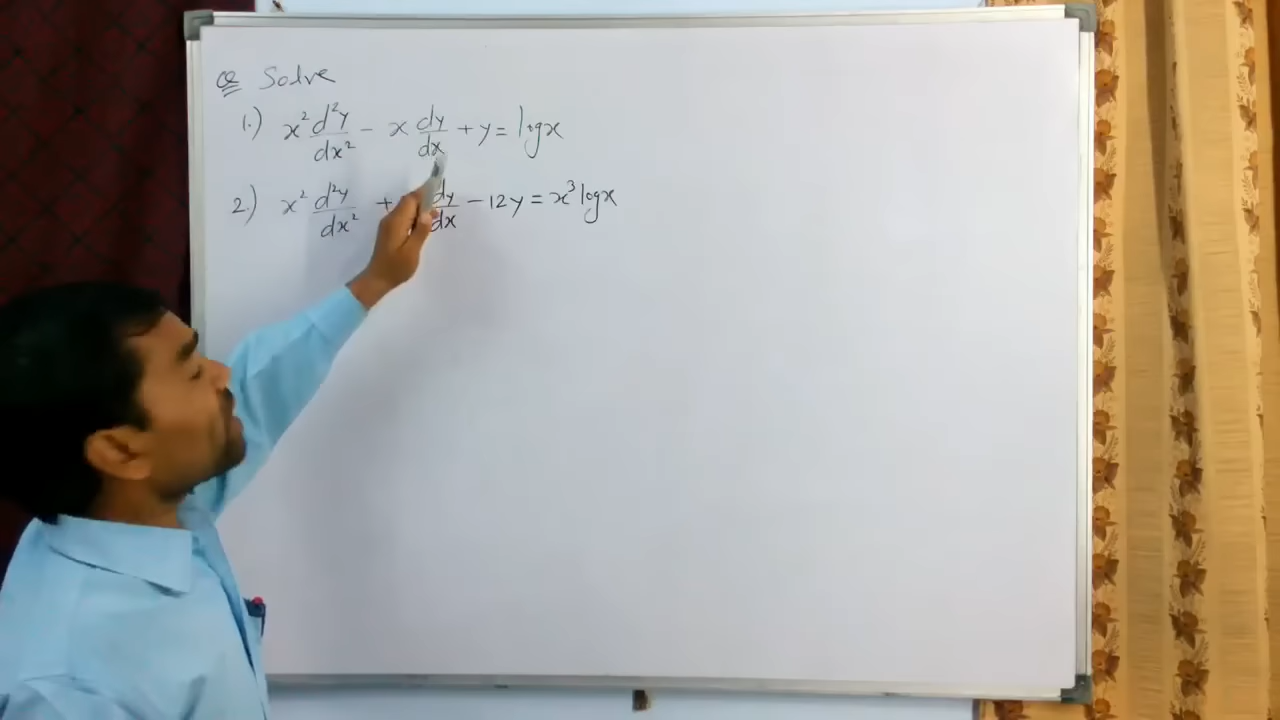 Q Solve
1.) x² d²y/dx² - x dy/dx + y = logx
2.) x² d²y/dx² + dy/dx - 12y = x³ logx